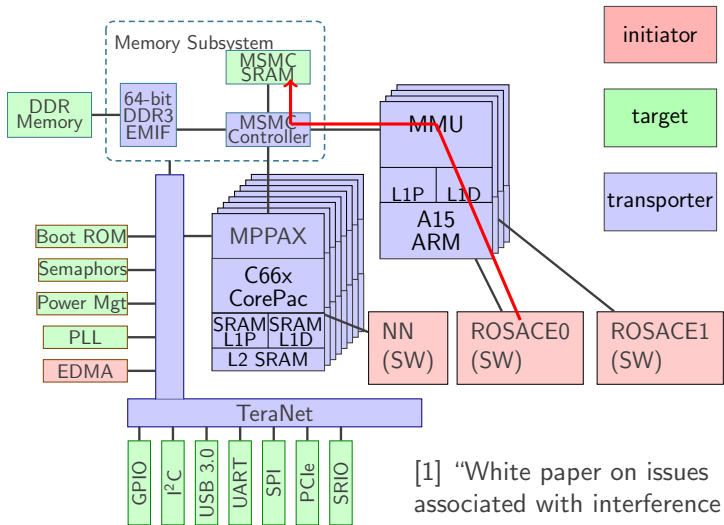 Memory Subsystem
MSMC
SRAM
64-bit
DDR3
EMIF
MSMC
Controller
DDR
Memory
MMU
L1P
L1D
A15
ARM
initiator
target
transporter
MPPAX
C66x
CorePac
SRAM
L1P
SRAM
L1D
L2 SRAM
Boot ROM
Semaphors
Power Mgt
PLL
EDMA
NN
(SW)
ROSACE0
(SW)
ROSACE1
(SW)
TeraNet
GPIO
I²C
USB 3.0
UART
SPI
PCIe
SRIO
[1] “White paper on issues
associated with interference